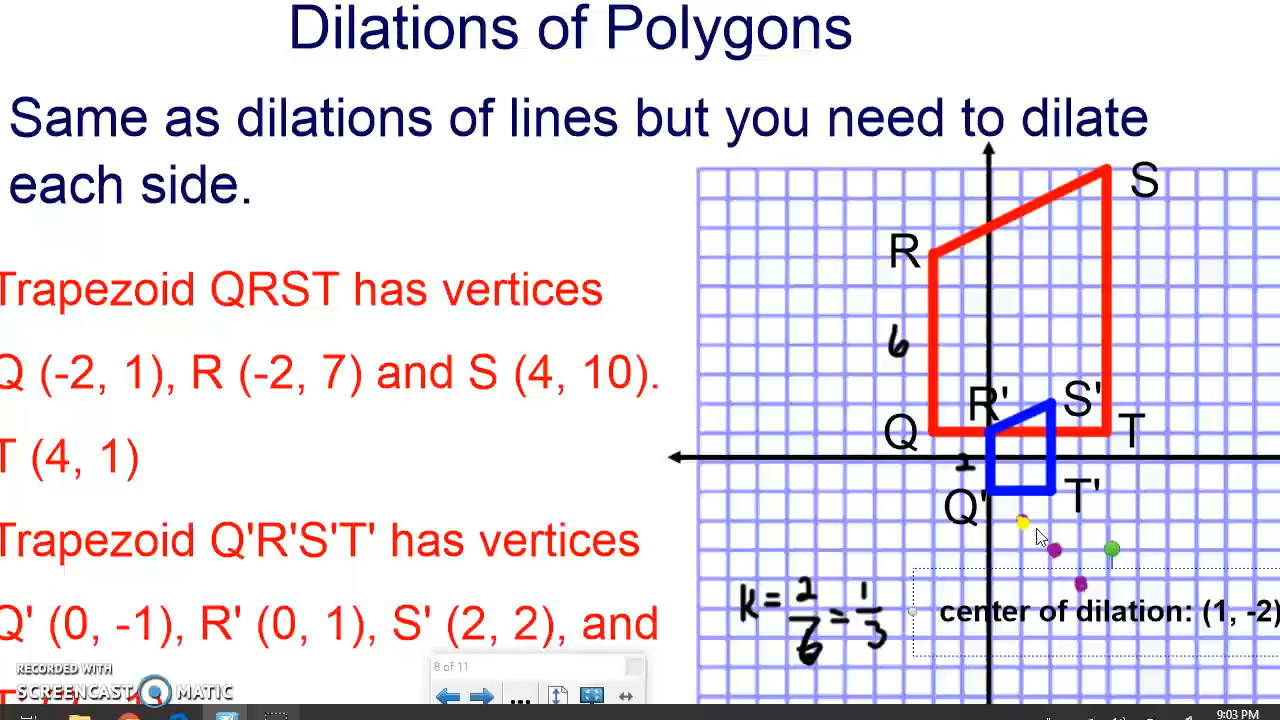 Dilations of Polygons
Same as dilations of lines but you need to dilate
each side.
Trapezoid QRST has vertices
Q (-2, 1), R (-2, 7) and S (4, 10).
T (4, 1)
Trapezoid Q'R'S'T' has vertices
Q' (0, -1), R' (0, 1), S' (2, 2), and
S
R
6
R'
S'
Q
T
2
Q'
T'
K = 2/6 = 1/3
center of dilation: (1, -2)
8 of 11
RECORDED WITH
SCREENCAST MATIC
9:03 PM